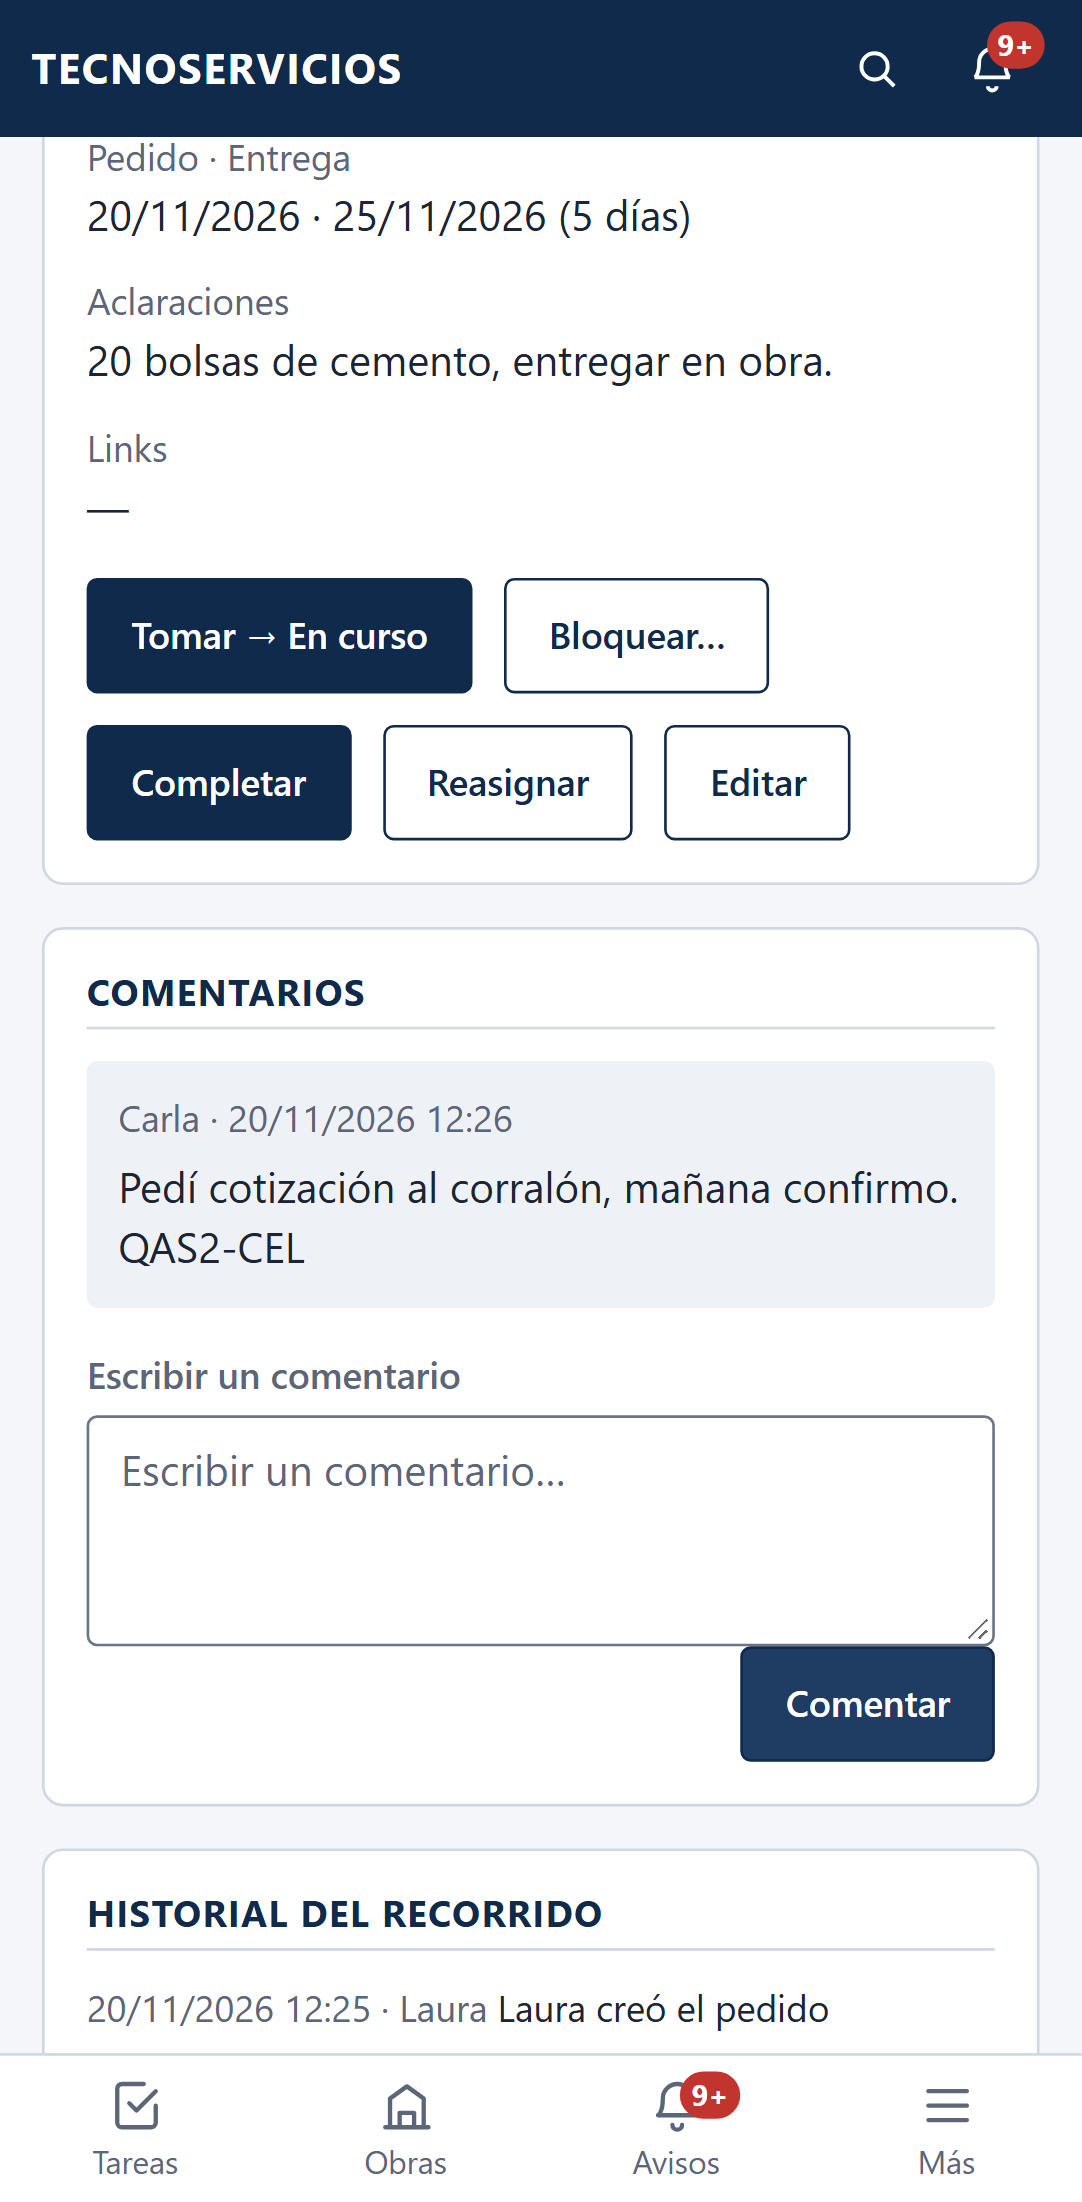 TECNOSERVICIOS
9+
Pedido · Entrega
20/11/2026 · 25/11/2026 (5 días)
Aclaraciones
20 bolsas de cemento, entregar en obra.
Links
—
Tomar → En curso
Bloquear...
Completar
Reasignar
Editar
COMENTARIOS
Carla · 20/11/2026 12:26
Pedí cotización al corralón, mañana confirmo.
QAS2-CEL
Escribir un comentario
Escribir un comentario...
Comentar
HISTORIAL DEL RECORRIDO
20/11/2026 12:25 · Laura Laura creó el pedido
9+
Tareas
Obras
Avisos
Más